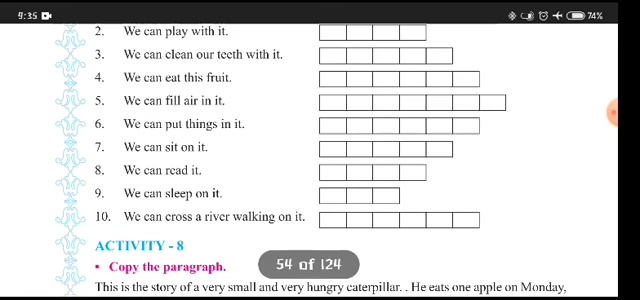 9:35 74%
2. We can play with it.
3. We can clean our teeth with it.
4. We can eat this fruit.
5. We can fill air in it.
6. We can put things in it.
7. We can sit on it.
8. We can read it.
9. We can sleep on it.
10. We can cross a river walking on it.
ACTIVITY - 8
54 of 124
• Copy the paragraph.
This is the story of a very small and very hungry caterpillar. . He eats one apple on Monday,